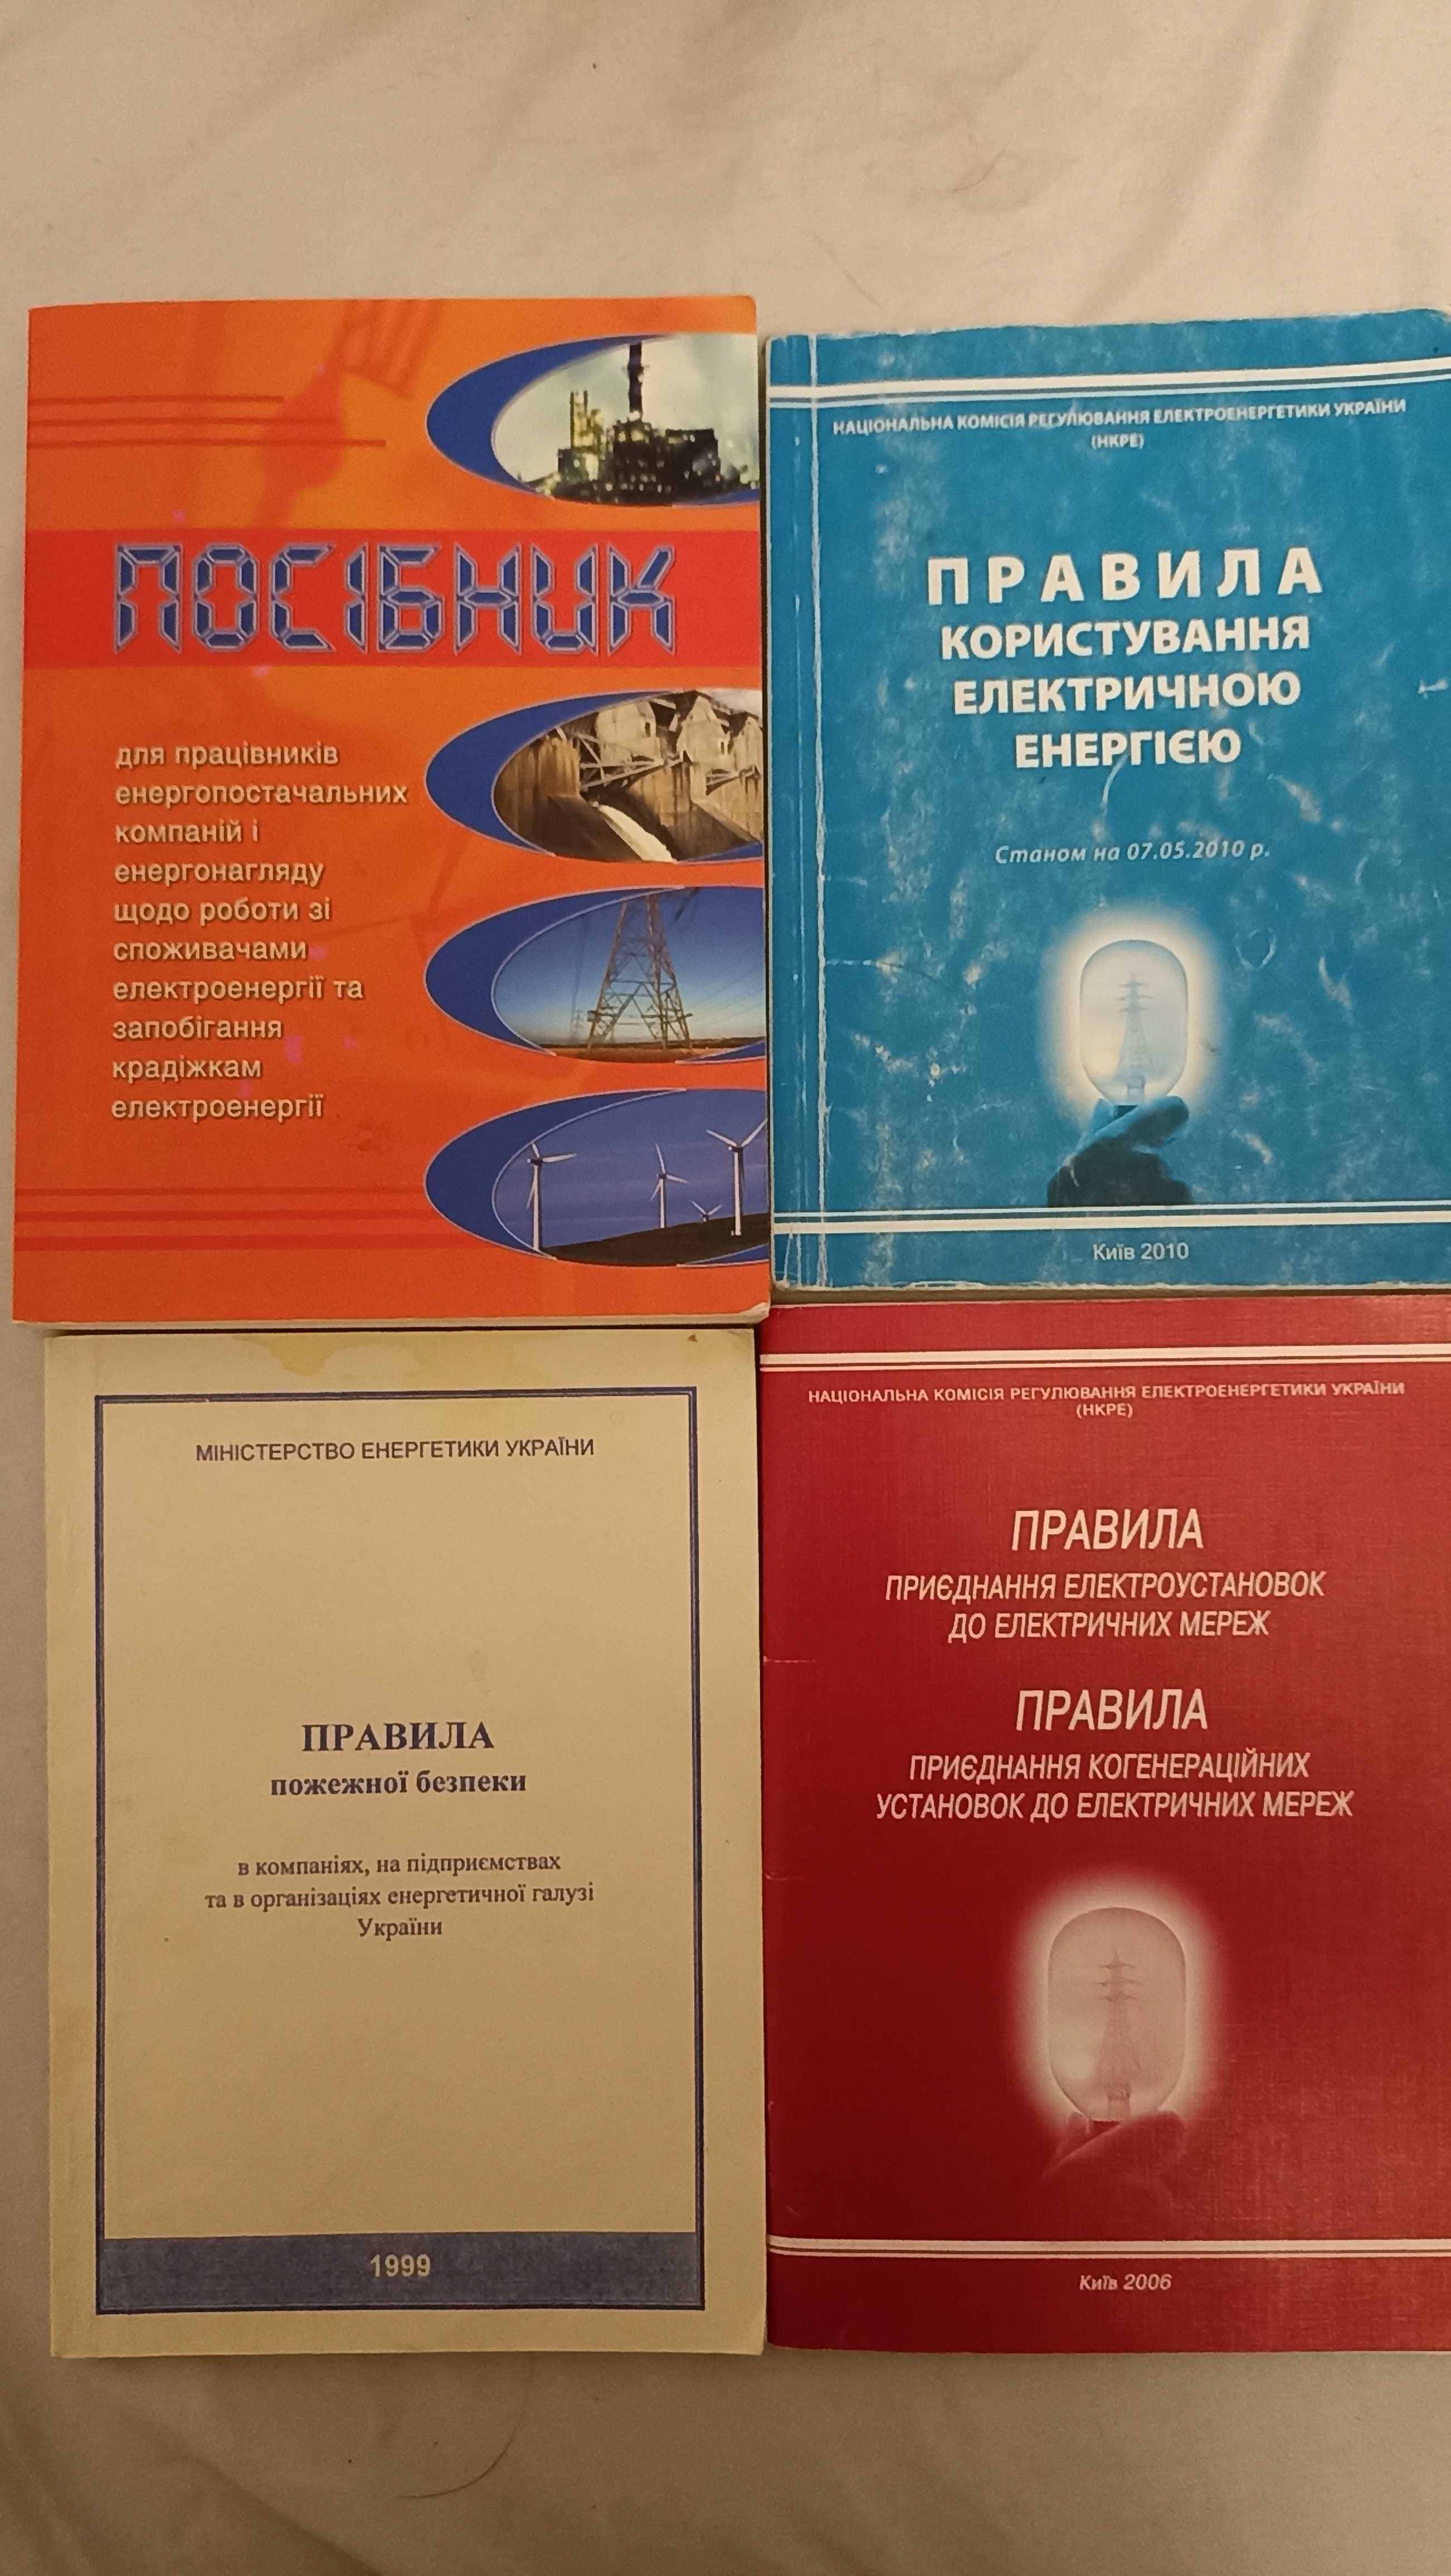 ПОСІБНИК
для працівників
енергопостачальних
компаній і
енергонагляду
щодо роботи зі
споживачами
електроенергії та
запобігання
крадіжкам
електроенергії
НАЦІОНАЛЬНА КОМІСІЯ РЕГУЛЮВАННЯ ЕЛЕКТРОЕНЕРГЕТИКИ УКРАЇНИ
(НКРЕ)
ПРАВИЛА
КОРИСТУВАННЯ
ЕЛЕКТРИЧНОЮ
ЕНЕРГІЄЮ
Станом на 07.05.2010 р.
Київ 2010
МІНІСТЕРСТВО ЕНЕРГЕТИКИ УКРАЇНИ
ПРАВИЛА
пожежної безпеки
в компаніях, на підприємствах
та в організаціях енергетичної галузі
України
1999
НАЦІОНАЛЬНА КОМІСІЯ РЕГУЛЮВАННЯ ЕЛЕКТРОЕНЕРГЕТИКИ УКРАЇНИ
(НКРЕ)
ПРАВИЛА
ПРИЄДНАННЯ ЕЛЕКТРОУСТАНОВОК
ДО ЕЛЕКТРИЧНИХ МЕРЕЖ
ПРАВИЛА
ПРИЄДНАННЯ КОГЕНЕРАЦІЙНИХ
УСТАНОВОК ДО ЕЛЕКТРИЧНИХ МЕРЕЖ
Київ 2006